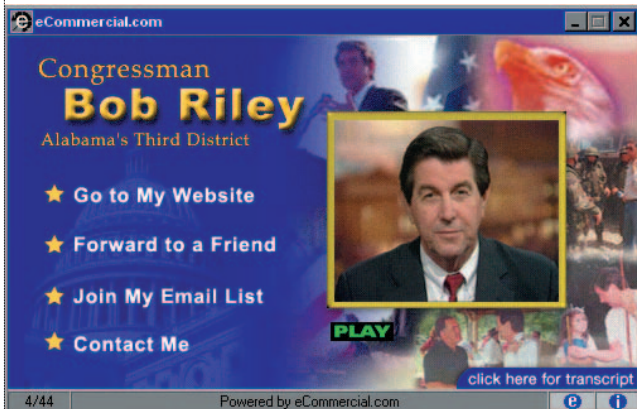 eCommercial.com
Congressman
Bob Riley
Alabama's Third District
Go to My Website
Forward to a Friend
Join My Email List
Contact Me
PLAY
click here for transcript
4/44
Powered by eCommercial.com
e
i